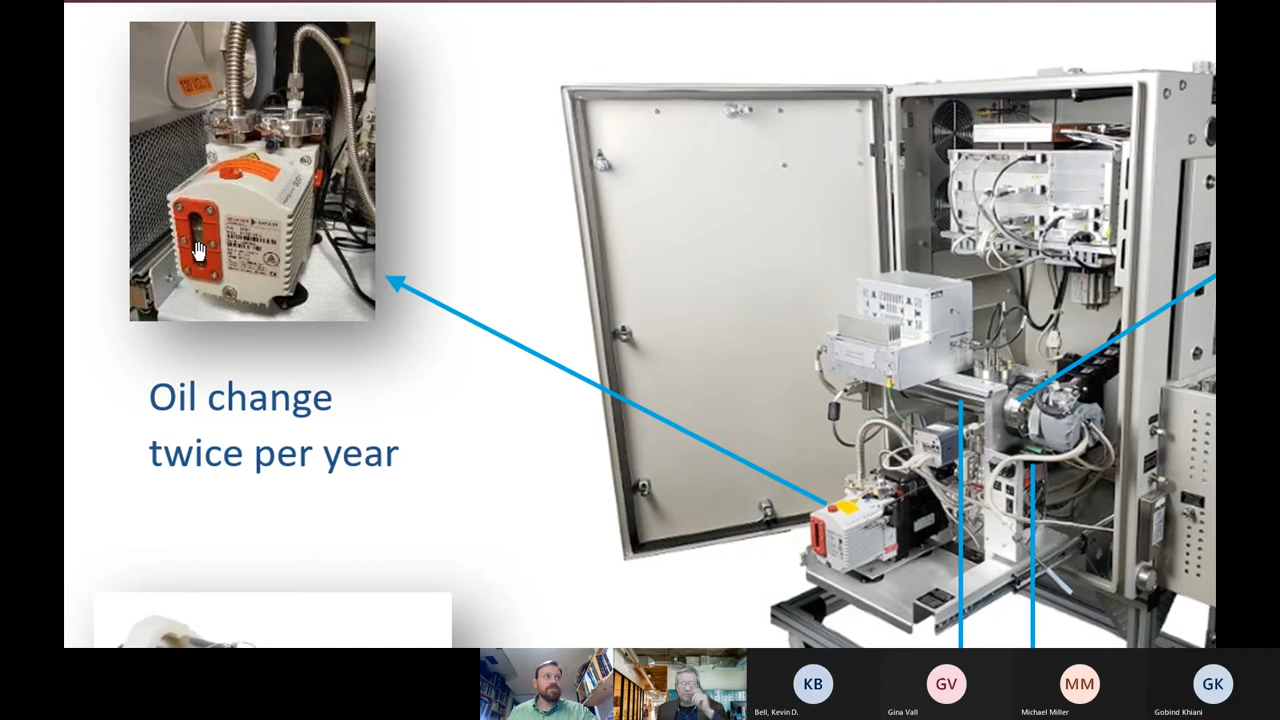 Oil change
twice per year
KB
GV
MM
GK
Bell, Kevin D.
Gina Vall
Michael Miller
Gobind Khiani